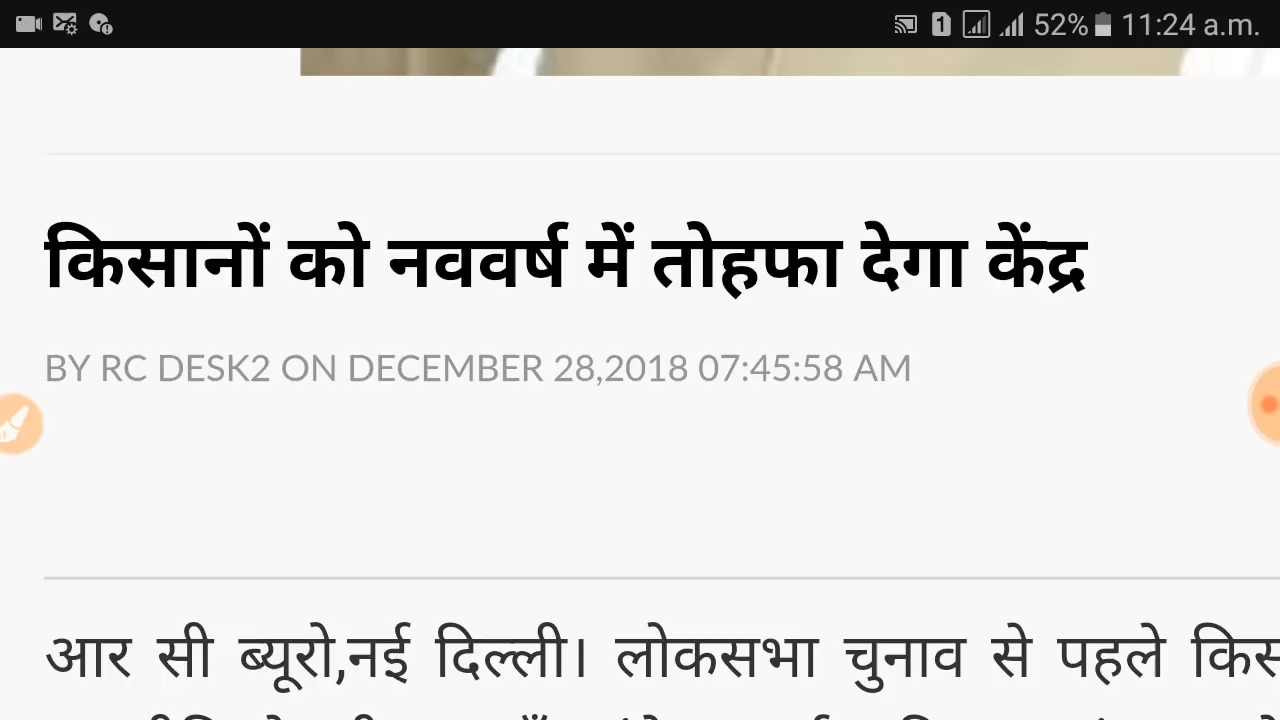 1 52% 11:24 a.m.
किसानों को नववर्ष में तोहफा देगा केंद्र
BY RC DESK2 ON DECEMBER 28,2018 07:45:58 AM
आर सी ब्यूरो,नई दिल्ली। लोकसभा चुनाव से पहले